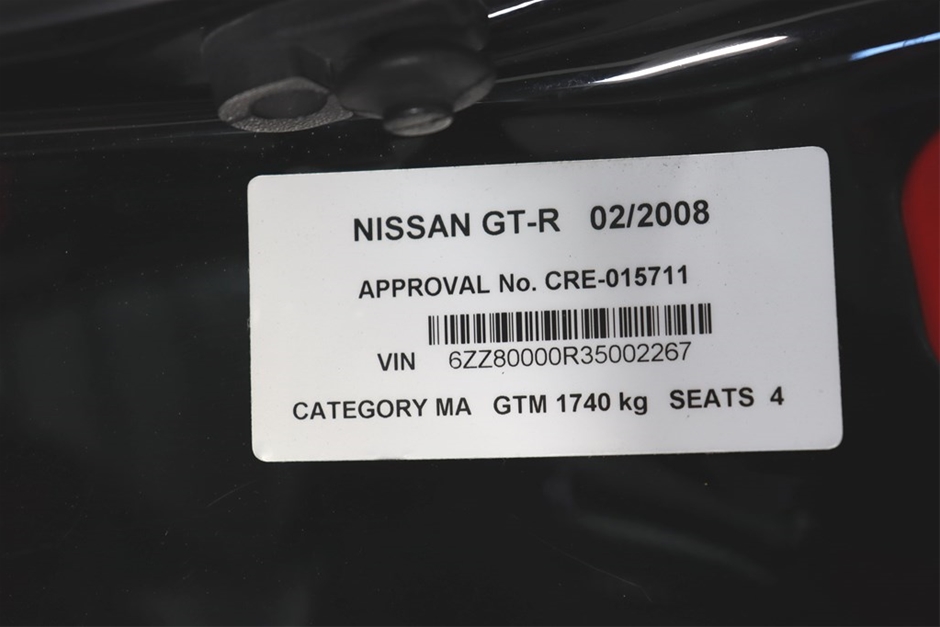 NISSAN GT-R 02/2008
APPROVAL No. CRE-015711
VIN 6ZZ80000R35002267
CATEGORY MA GTM 1740 kg SEATS 4